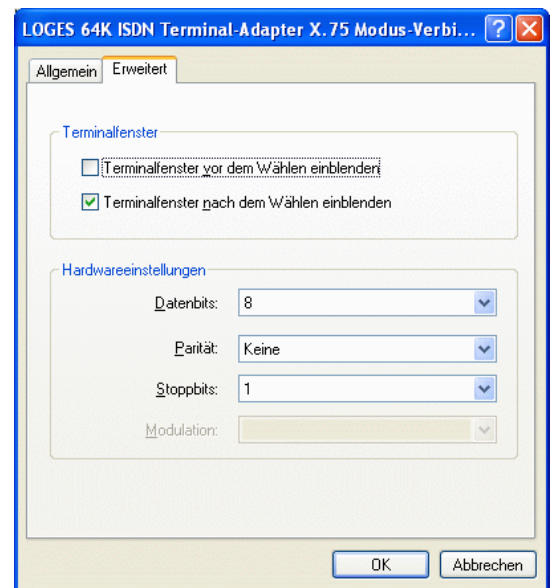 LOGES 64K ISDN Terminal-Adapter X.75 Modus-Verbi...
Allgemein
Erweitert
Terminalfenster
Terminalfenster vor dem Wählen einblenden
Terminalfenster nach dem Wählen einblenden
Hardwareeinstellungen
Datenbits: 8
Parität: Keine
Stoppbits: 1
Modulation:
OK
Abbrechen